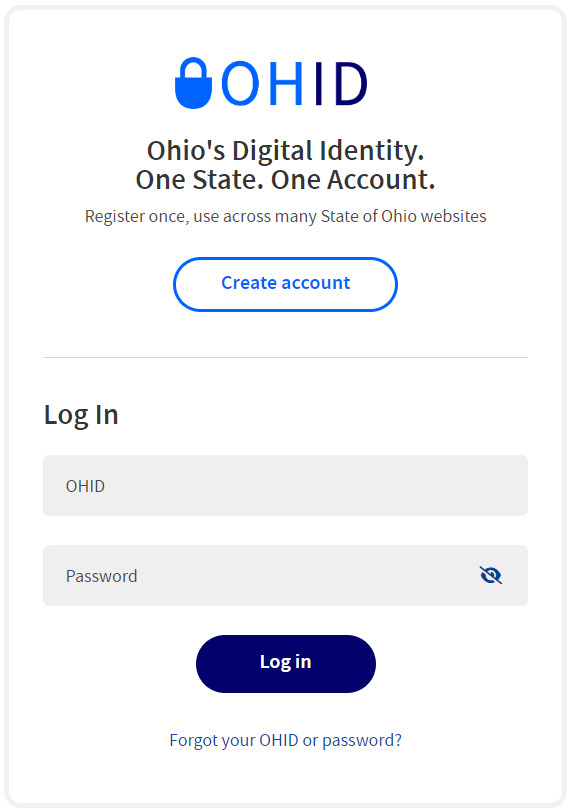 OHID
Ohio's Digital Identity.
One State. One Account.
Register once, use across many State of Ohio websites
Create account
Log In
OHID
Password
Log in
Forgot your OHID or password?